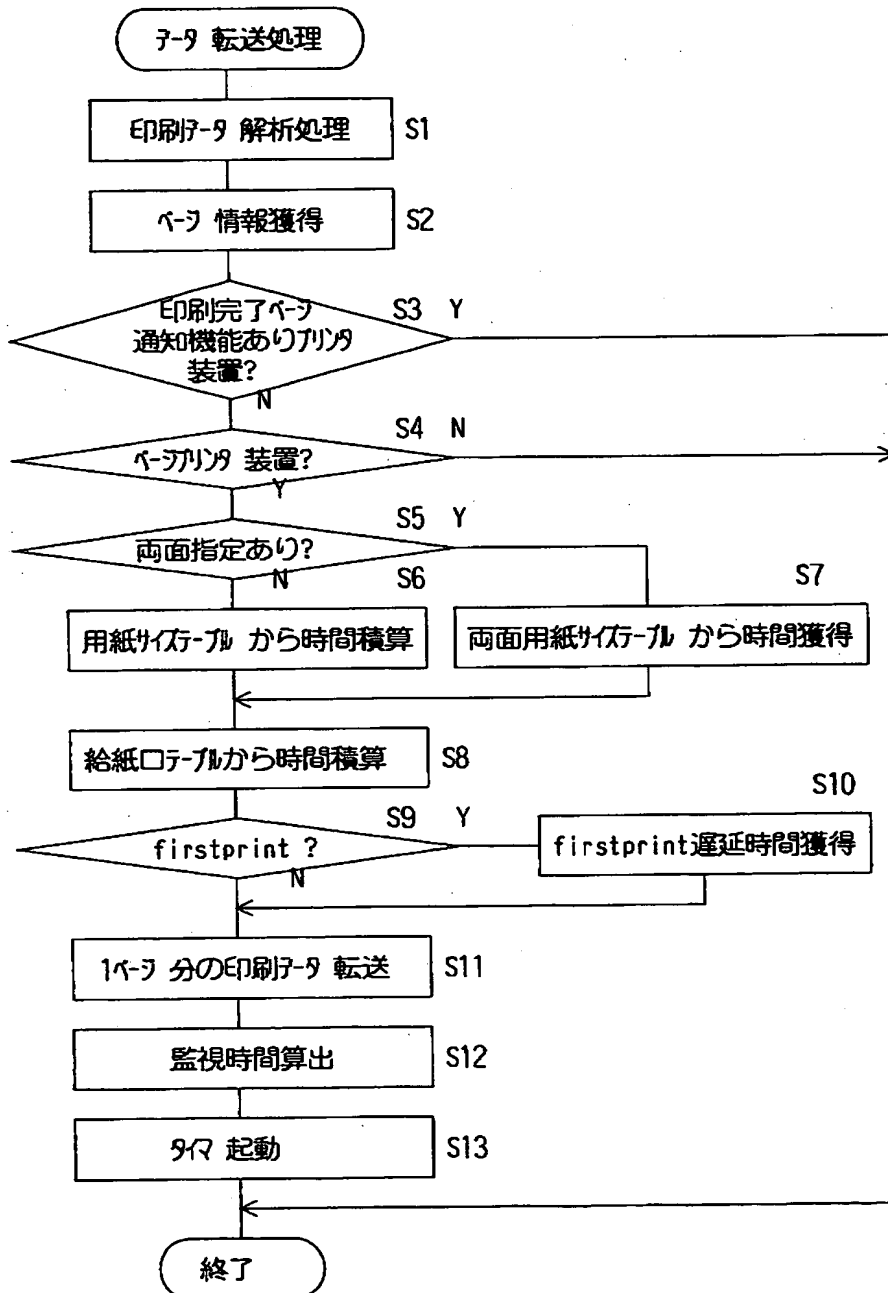 データ 転送処理
印刷データ 解析処理 S1
ページ 情報獲得 S2
印刷完了ページ S3 Y
通知機能ありプリンタ
装置?
N
S4 N
ページプリンタ 装置?
Y
S5 Y
両面指定あり?
N S6 S7
用紙サイズテーブル から時間積算 両面用紙サイズテーブル から時間獲得
給紙口テーブルから時間積算 S8
S10
S9 Y
firstprint ? firstprint遅延時間獲得
N
1ページ 分の印刷データ 転送 S11
監視時間算出 S12
タイマ 起動 S13
終了